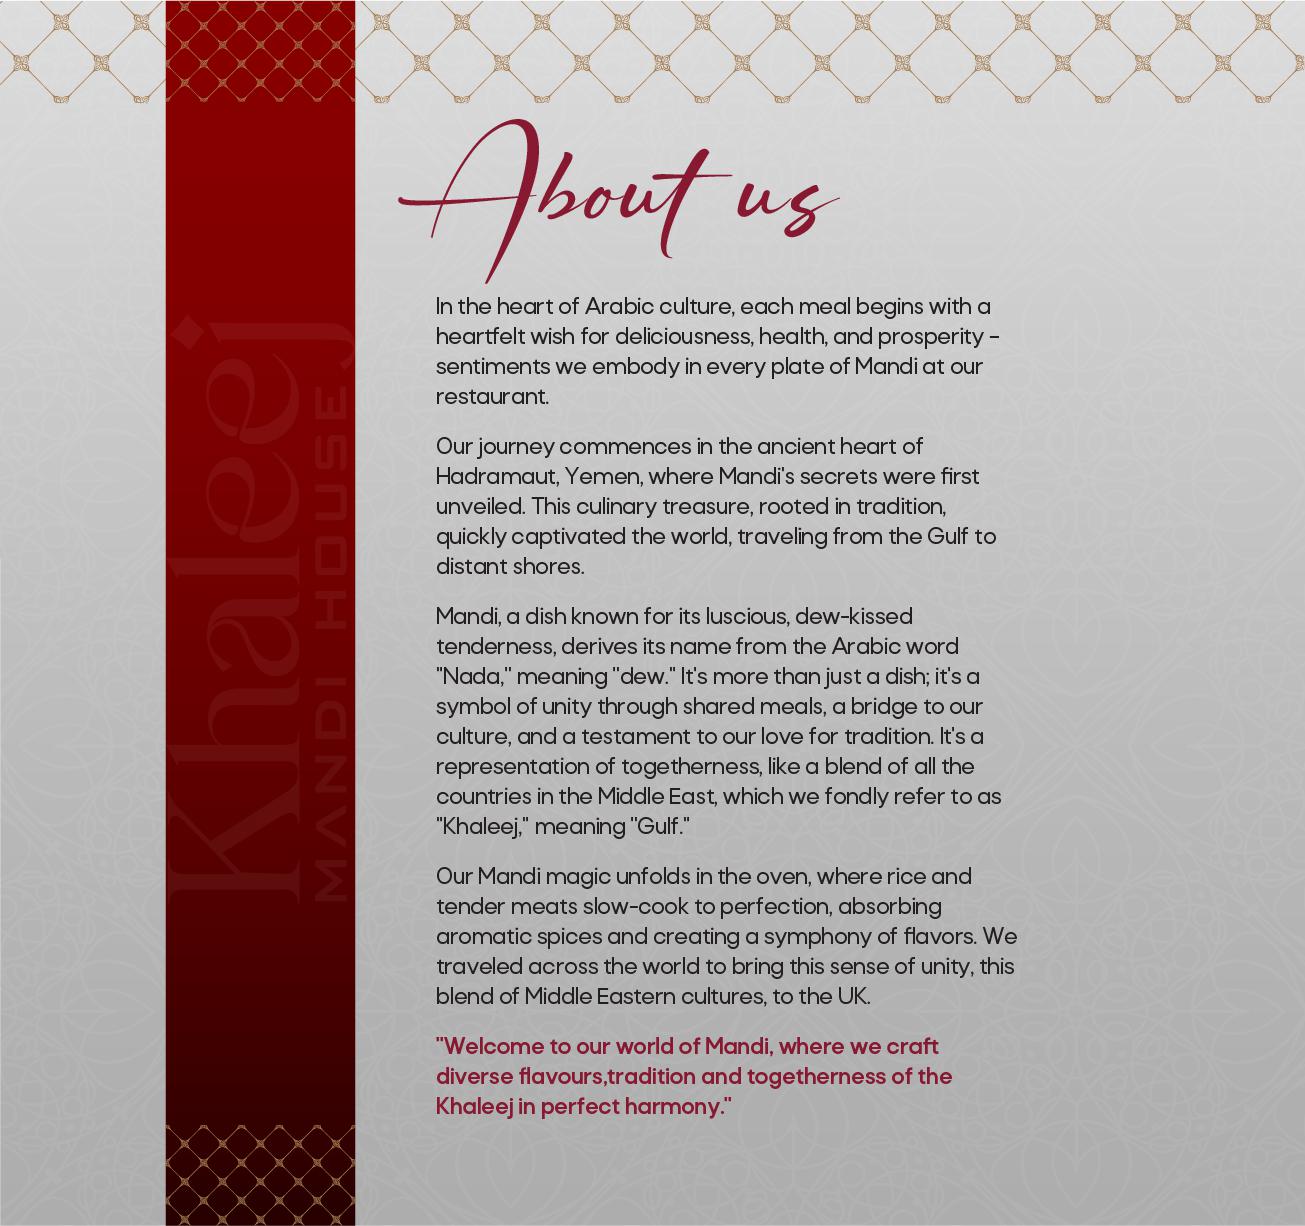 About us
In the heart of Arabic culture, each meal begins with a
heartfelt wish for deliciousness, health, and prosperity –
sentiments we embody in every plate of Mandi at our
restaurant.
Our journey commences in the ancient heart of
Hadramaut, Yemen, where Mandi's secrets were first
unveiled. This culinary treasure, rooted in tradition,
quickly captivated the world, traveling from the Gulf to
distant shores.
Mandi, a dish known for its luscious, dew-kissed
tenderness, derives its name from the Arabic word
"Nada," meaning "dew." It's more than just a dish; it's a
symbol of unity through shared meals, a bridge to our
culture, and a testament to our love for tradition. It's a
representation of togetherness, like a blend of all the
countries in the Middle East, which we fondly refer to as
"Khaleej," meaning "Gulf."
Our Mandi magic unfolds in the oven, where rice and
tender meats slow-cook to perfection, absorbing
aromatic spices and creating a symphony of flavors. We
traveled across the world to bring this sense of unity, this
blend of Middle Eastern cultures, to the UK.
"Welcome to our world of Mandi, where we craft
diverse flavours,tradition and togetherness of the
Khaleej in perfect harmony."
Khaleej
MANDI HOUSE